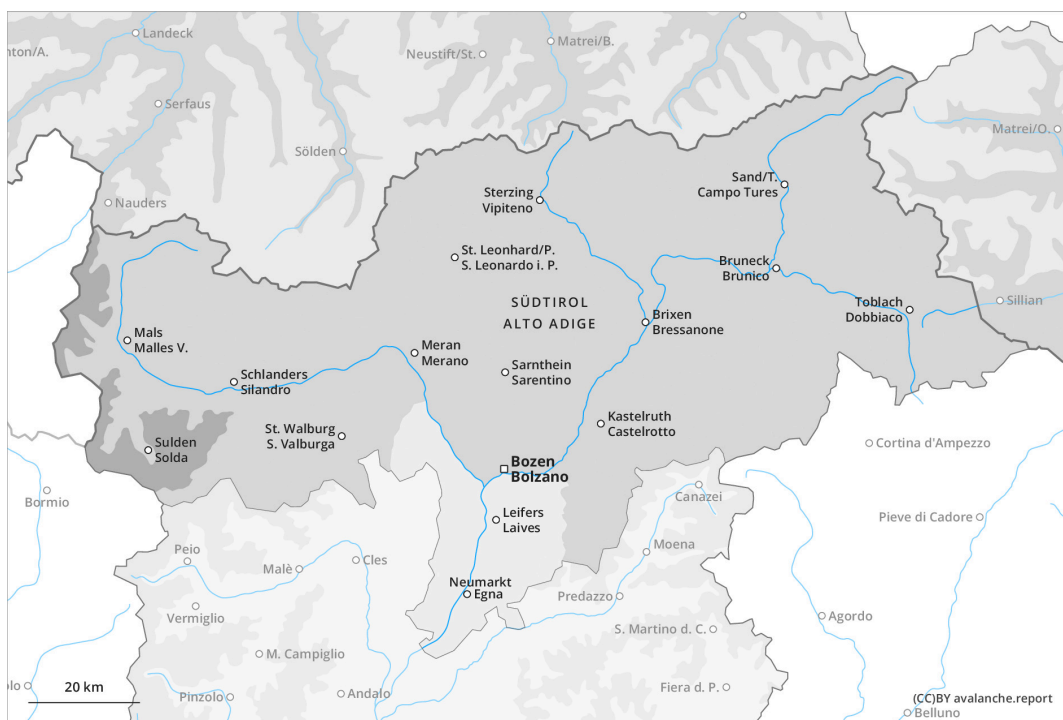 Landeck
nton/A.
Neustift/St.
Matrei/B.
Serfaus
Sölden
Matrei/O.
Nauders
Sterzing
Vipiteno
Sand/T.
Campo Tures
St. Leonhard/P.
S. Leonardo i. P.
Bruneck
Brunico
SÜDTIROL
ALTO ADIGE
Toblach
Dobbiaco
Sillian
Brixen
Bressanone
Mals
Malles V.
Meran
Merano
Sarnthein
Sarentino
Schlanders
Silandro
St. Walburg
S. Valburga
Kastelruth
Castelrotto
Sulden
Solda
Cortina d'Ampezzo
Bozen
Bolzano
Bormio
Canazei
Leifers
Laives
Pieve di Cadore
Peio
Malè
Cles
Moena
Neumarkt
Egna
Predazzo
Vermiglio
Agordo
S. Martino d. C.
M. Campiglio
olo
20 km
Pinzolo
Andalo
Fiera d. P.
(CC)BY avalanche.report
Belluno